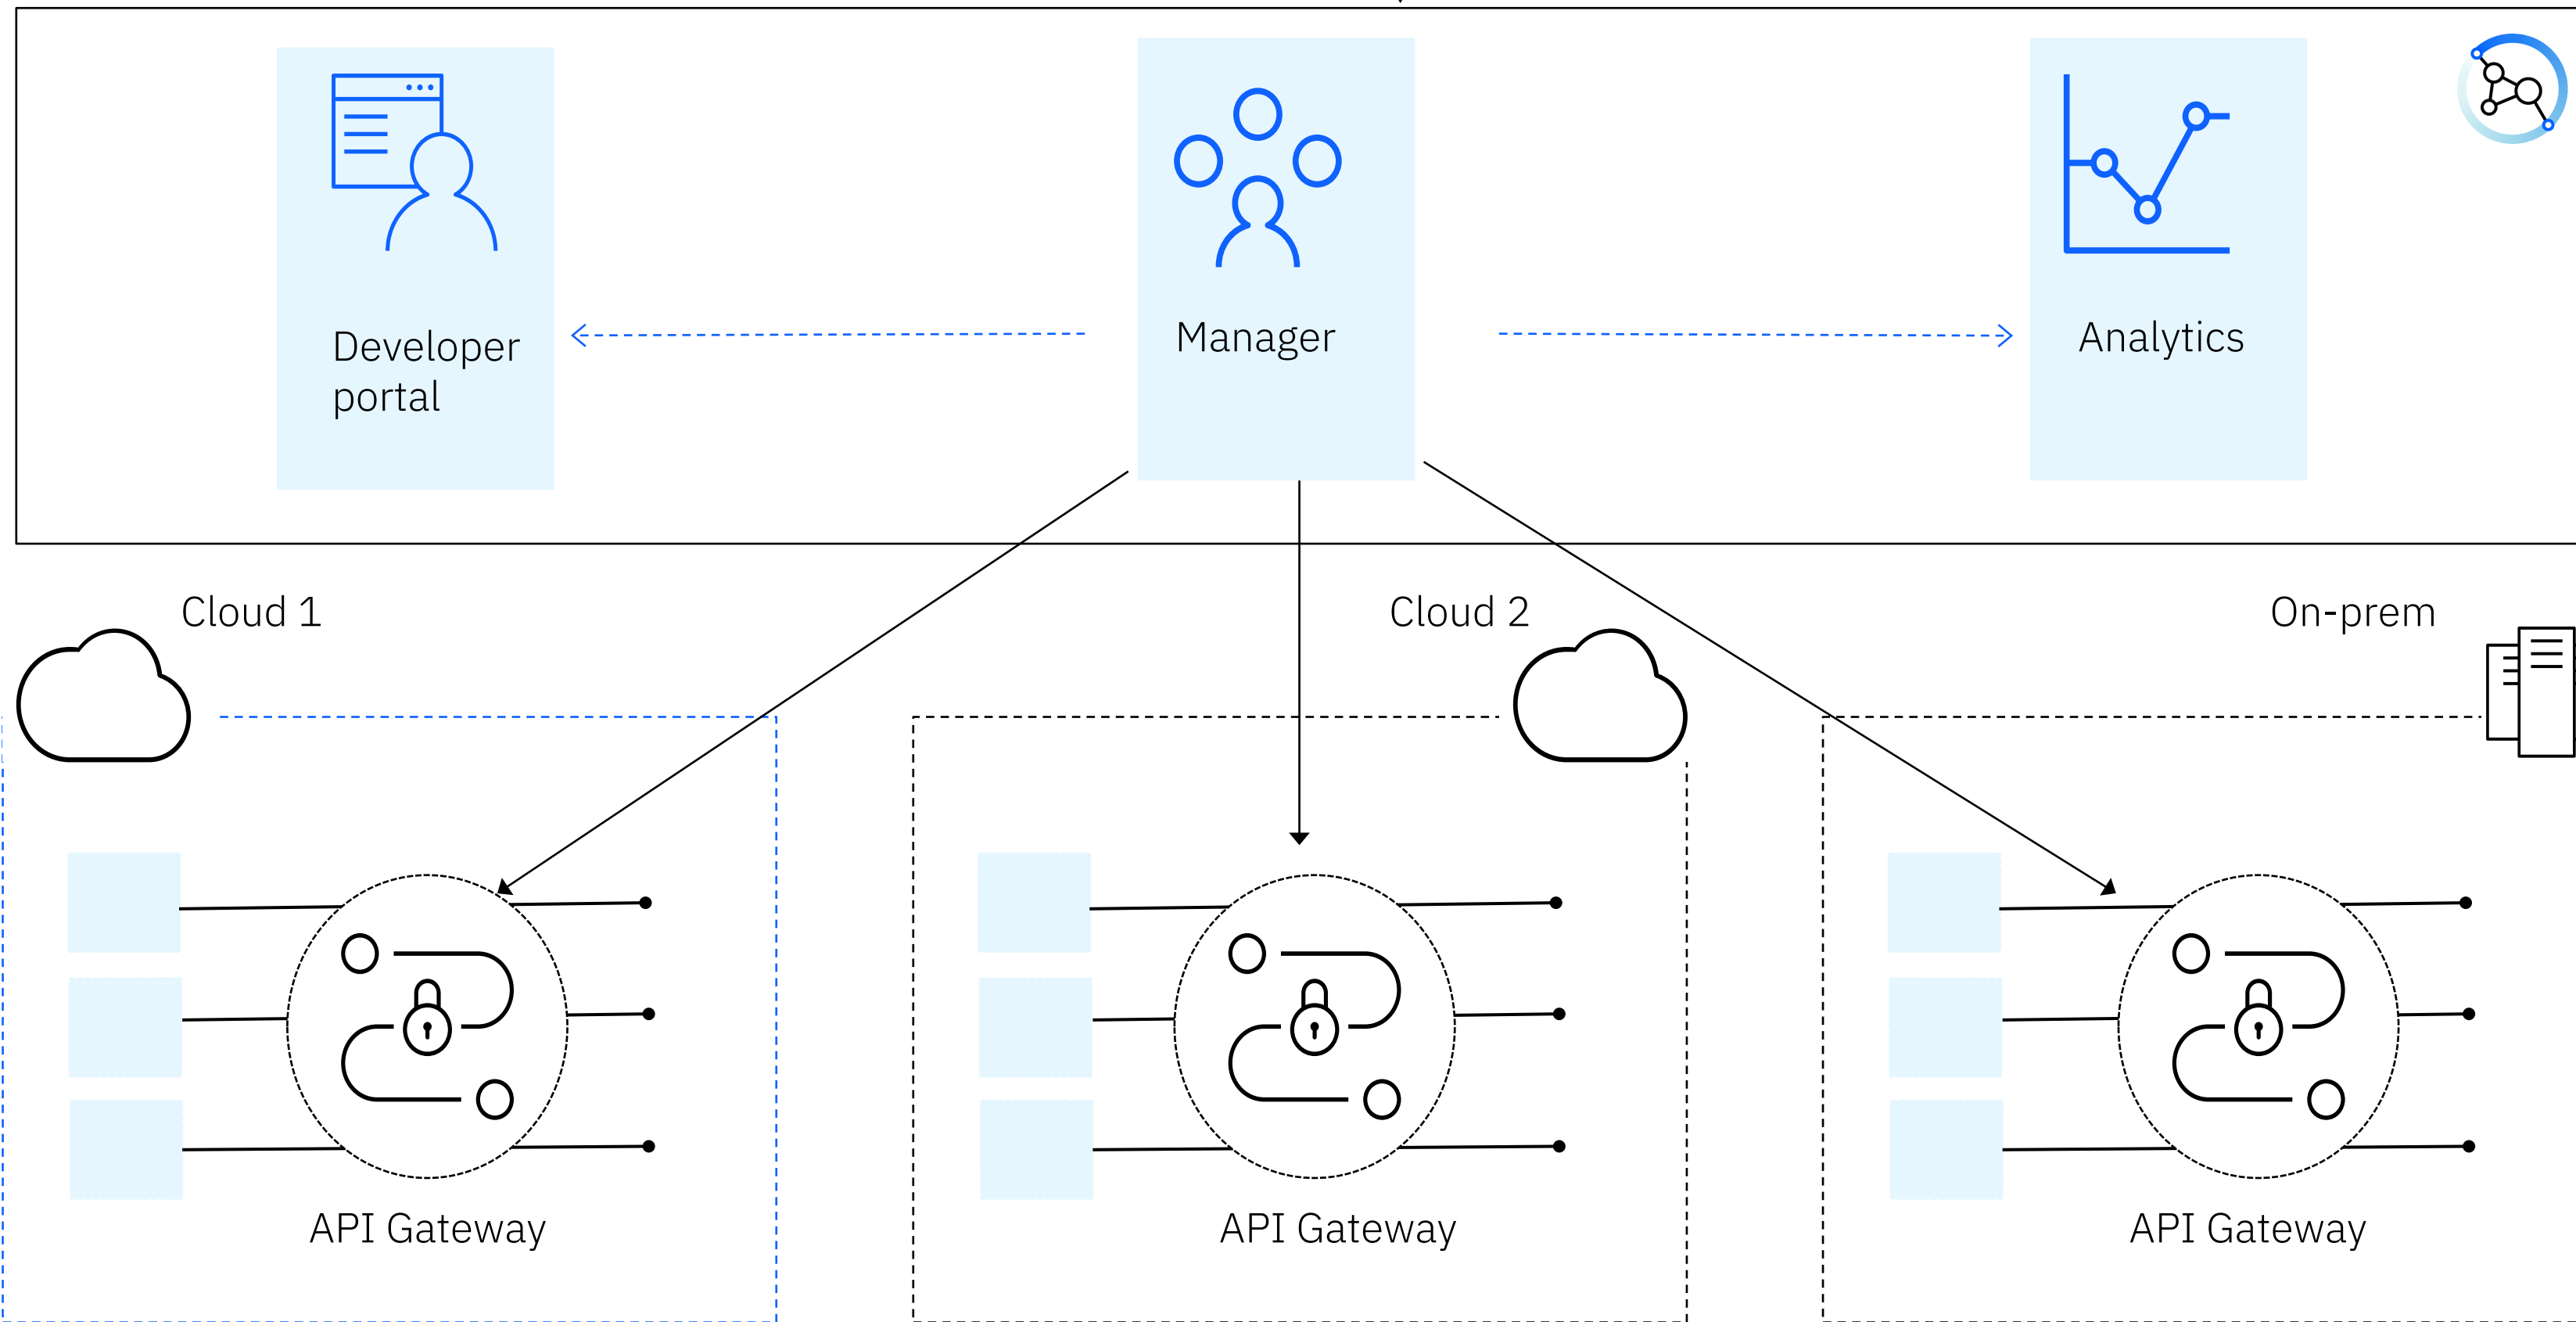 Developer
portal
Manager
Analytics
Cloud 1
Cloud 2
On-prem
API Gateway
API Gateway
API Gateway